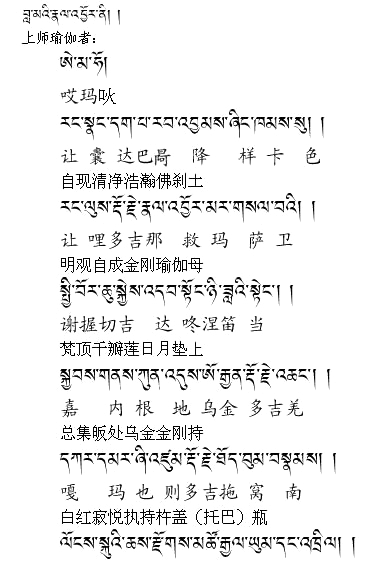 བླ་མའི་རྣལ་འབྱོར་ནི། །
上师瑜伽者：
ཨེ་མ་ཧོ།
哎玛吙
རང་སྣང་དག་པ་རབ་འབྱམས་ཞིང་ཁམས་སུ། །
让 囊 达巴㕷 降 样 卡 色
自现清净浩瀚佛刹土
རང་ལུས་རྡོ་རྗེ་རྣལ་འབྱོར་མར་གསལ་བའི། །
让 哩多吉那 救 玛 萨 卫
明观自成金刚瑜伽母
སྤྱི་བོར་ཆུ་སྐྱེས་འདབ་སྟོང་ཉི་ཟླའི་སྟེང་། །
谢握切吉 达 咚涅笛 当
梵顶千瓣莲日月垫上
སྐྱབས་གནས་ཀུན་འདུས་ཨོ་རྒྱན་རྡོ་རྗེ་འཆང་། །
嘉 内 根 地 乌金 多吉羌
总集皈处乌金金刚持
དཀར་དམར་ཞི་འཛུམ་རྡོ་རྗེ་ཐོད་བུམ་བསྣམས། །
嘎 玛 也 则多吉拖 窝 南
白红寂悦执持杵盖（托巴）瓶
ལོངས་སྐུའི་ཆས་རྫོགས་མཚོ་རྒྱལ་ཡུམ་དང་འཁྲིལ། །